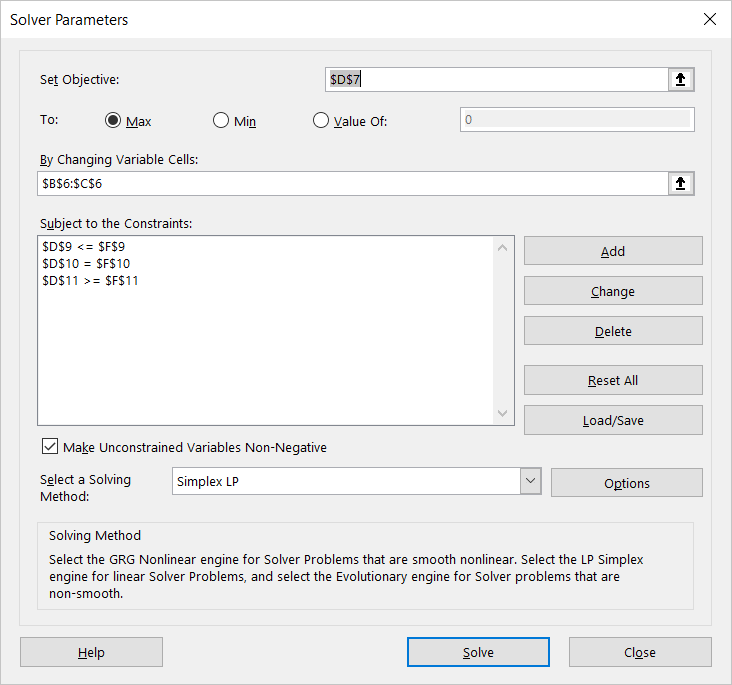 Solver Parameters
Set Objective:
$D$7
To:
Max
Min
Value Of:
0
By Changing Variable Cells:
$B$6:$C$6
Subject to the Constraints:
$D$9 <= $F$9
$D$10 = $F$10
$D$11 >= $F$11
Add
Change
Delete
Reset All
Load/Save
Make Unconstrained Variables Non-Negative
Select a Solving
Method:
Simplex LP
Options
Solving Method
Select the GRG Nonlinear engine for Solver Problems that are smooth nonlinear. Select the LP Simplex
engine for linear Solver Problems, and select the Evolutionary engine for Solver problems that are
non-smooth.
Help
Solve
Close